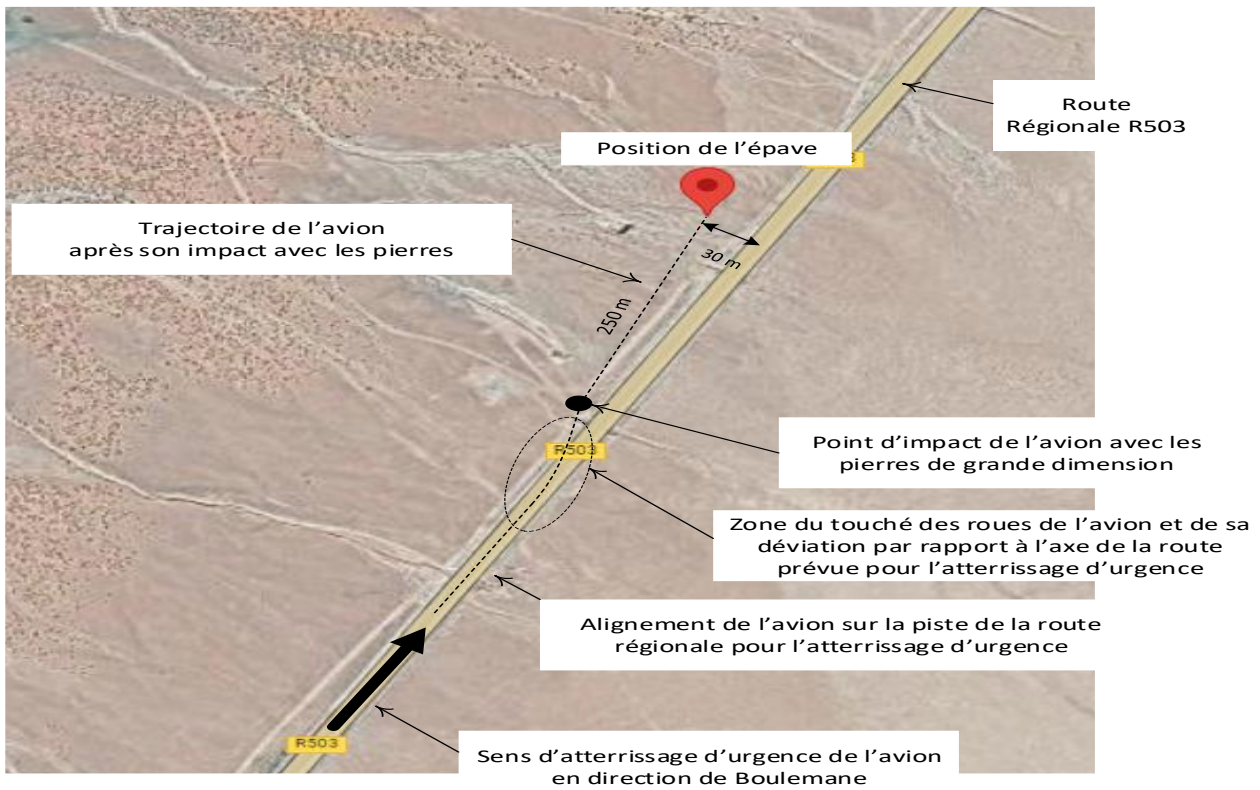 Route
Régionale R503
Position de l’épave
Trajectoire de l’avion
après son impact avec les pierres
30 m
250 m
Point d’impact de l’avion avec les
pierres de grande dimension
R503
Zone du touché des roues de l’avion et de sa
déviation par rapport à l’axe de la route
prévue pour l’atterrissage d’urgence
Alignement de l’avion sur la piste de la route
régionale pour l’atterrissage d’urgence
R503
Sens d’atterrissage d’urgence de l’avion
en direction de Boulemane